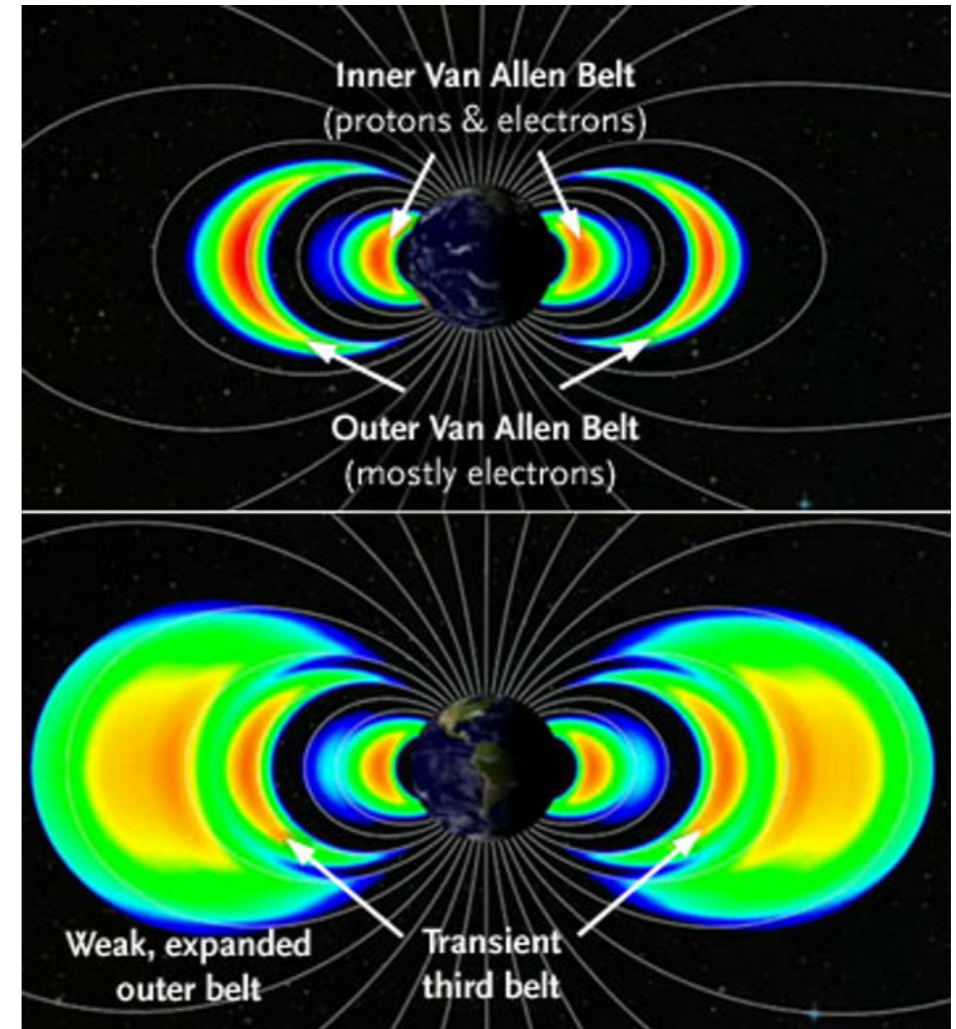 Inner Van Allen Belt
(protons & electrons)
Outer Van Allen Belt
(mostly electrons)
Weak, expanded
outer belt
Transient
third belt